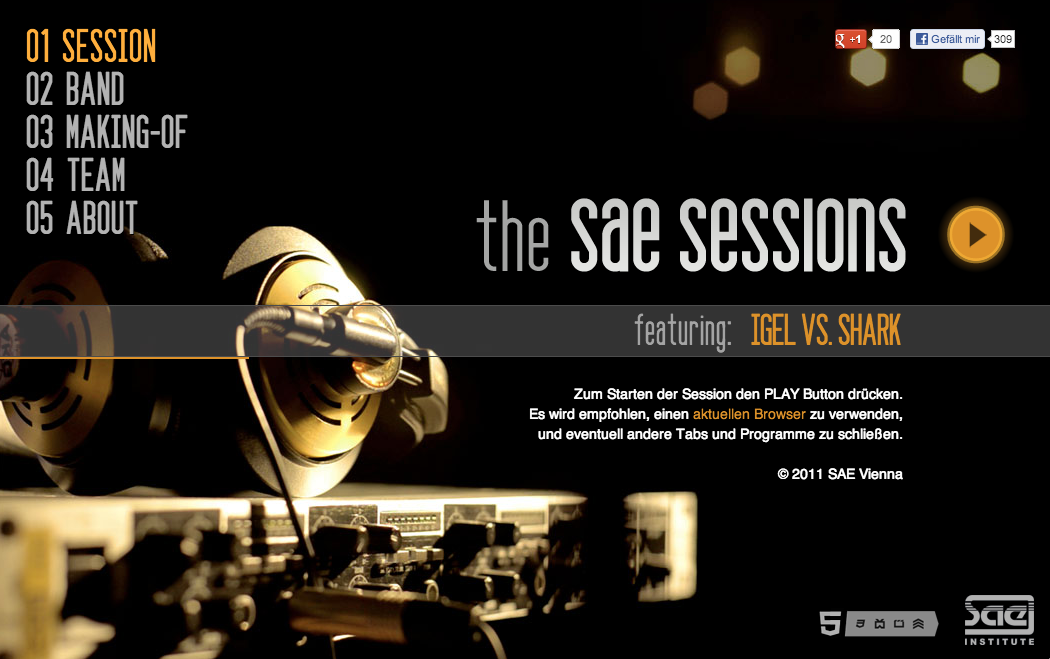 01 SESSION
02 BAND
03 MAKING-OF
04 TEAM
05 ABOUT
+1 20 Gefällt mir 309
the sae sessions
featuring: IGEL VS. SHARK
Zum Starten der Session den PLAY Button drücken.
Es wird empfohlen, einen aktuellen Browser zu verwenden,
und eventuell andere Tabs und Programme zu schließen.
© 2011 SAE Vienna
5
sae
INSTITUTE